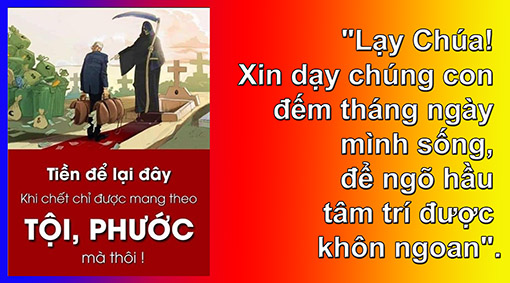 Tiền để lại đây
Khi chết chỉ được mang theo
TỘI, PHƯỚC
mà thôi !
"Lạy Chúa!
Xin dạy chúng con
đếm tháng ngày
mình sống,
để ngõ hầu
tâm trí được
khôn ngoan".